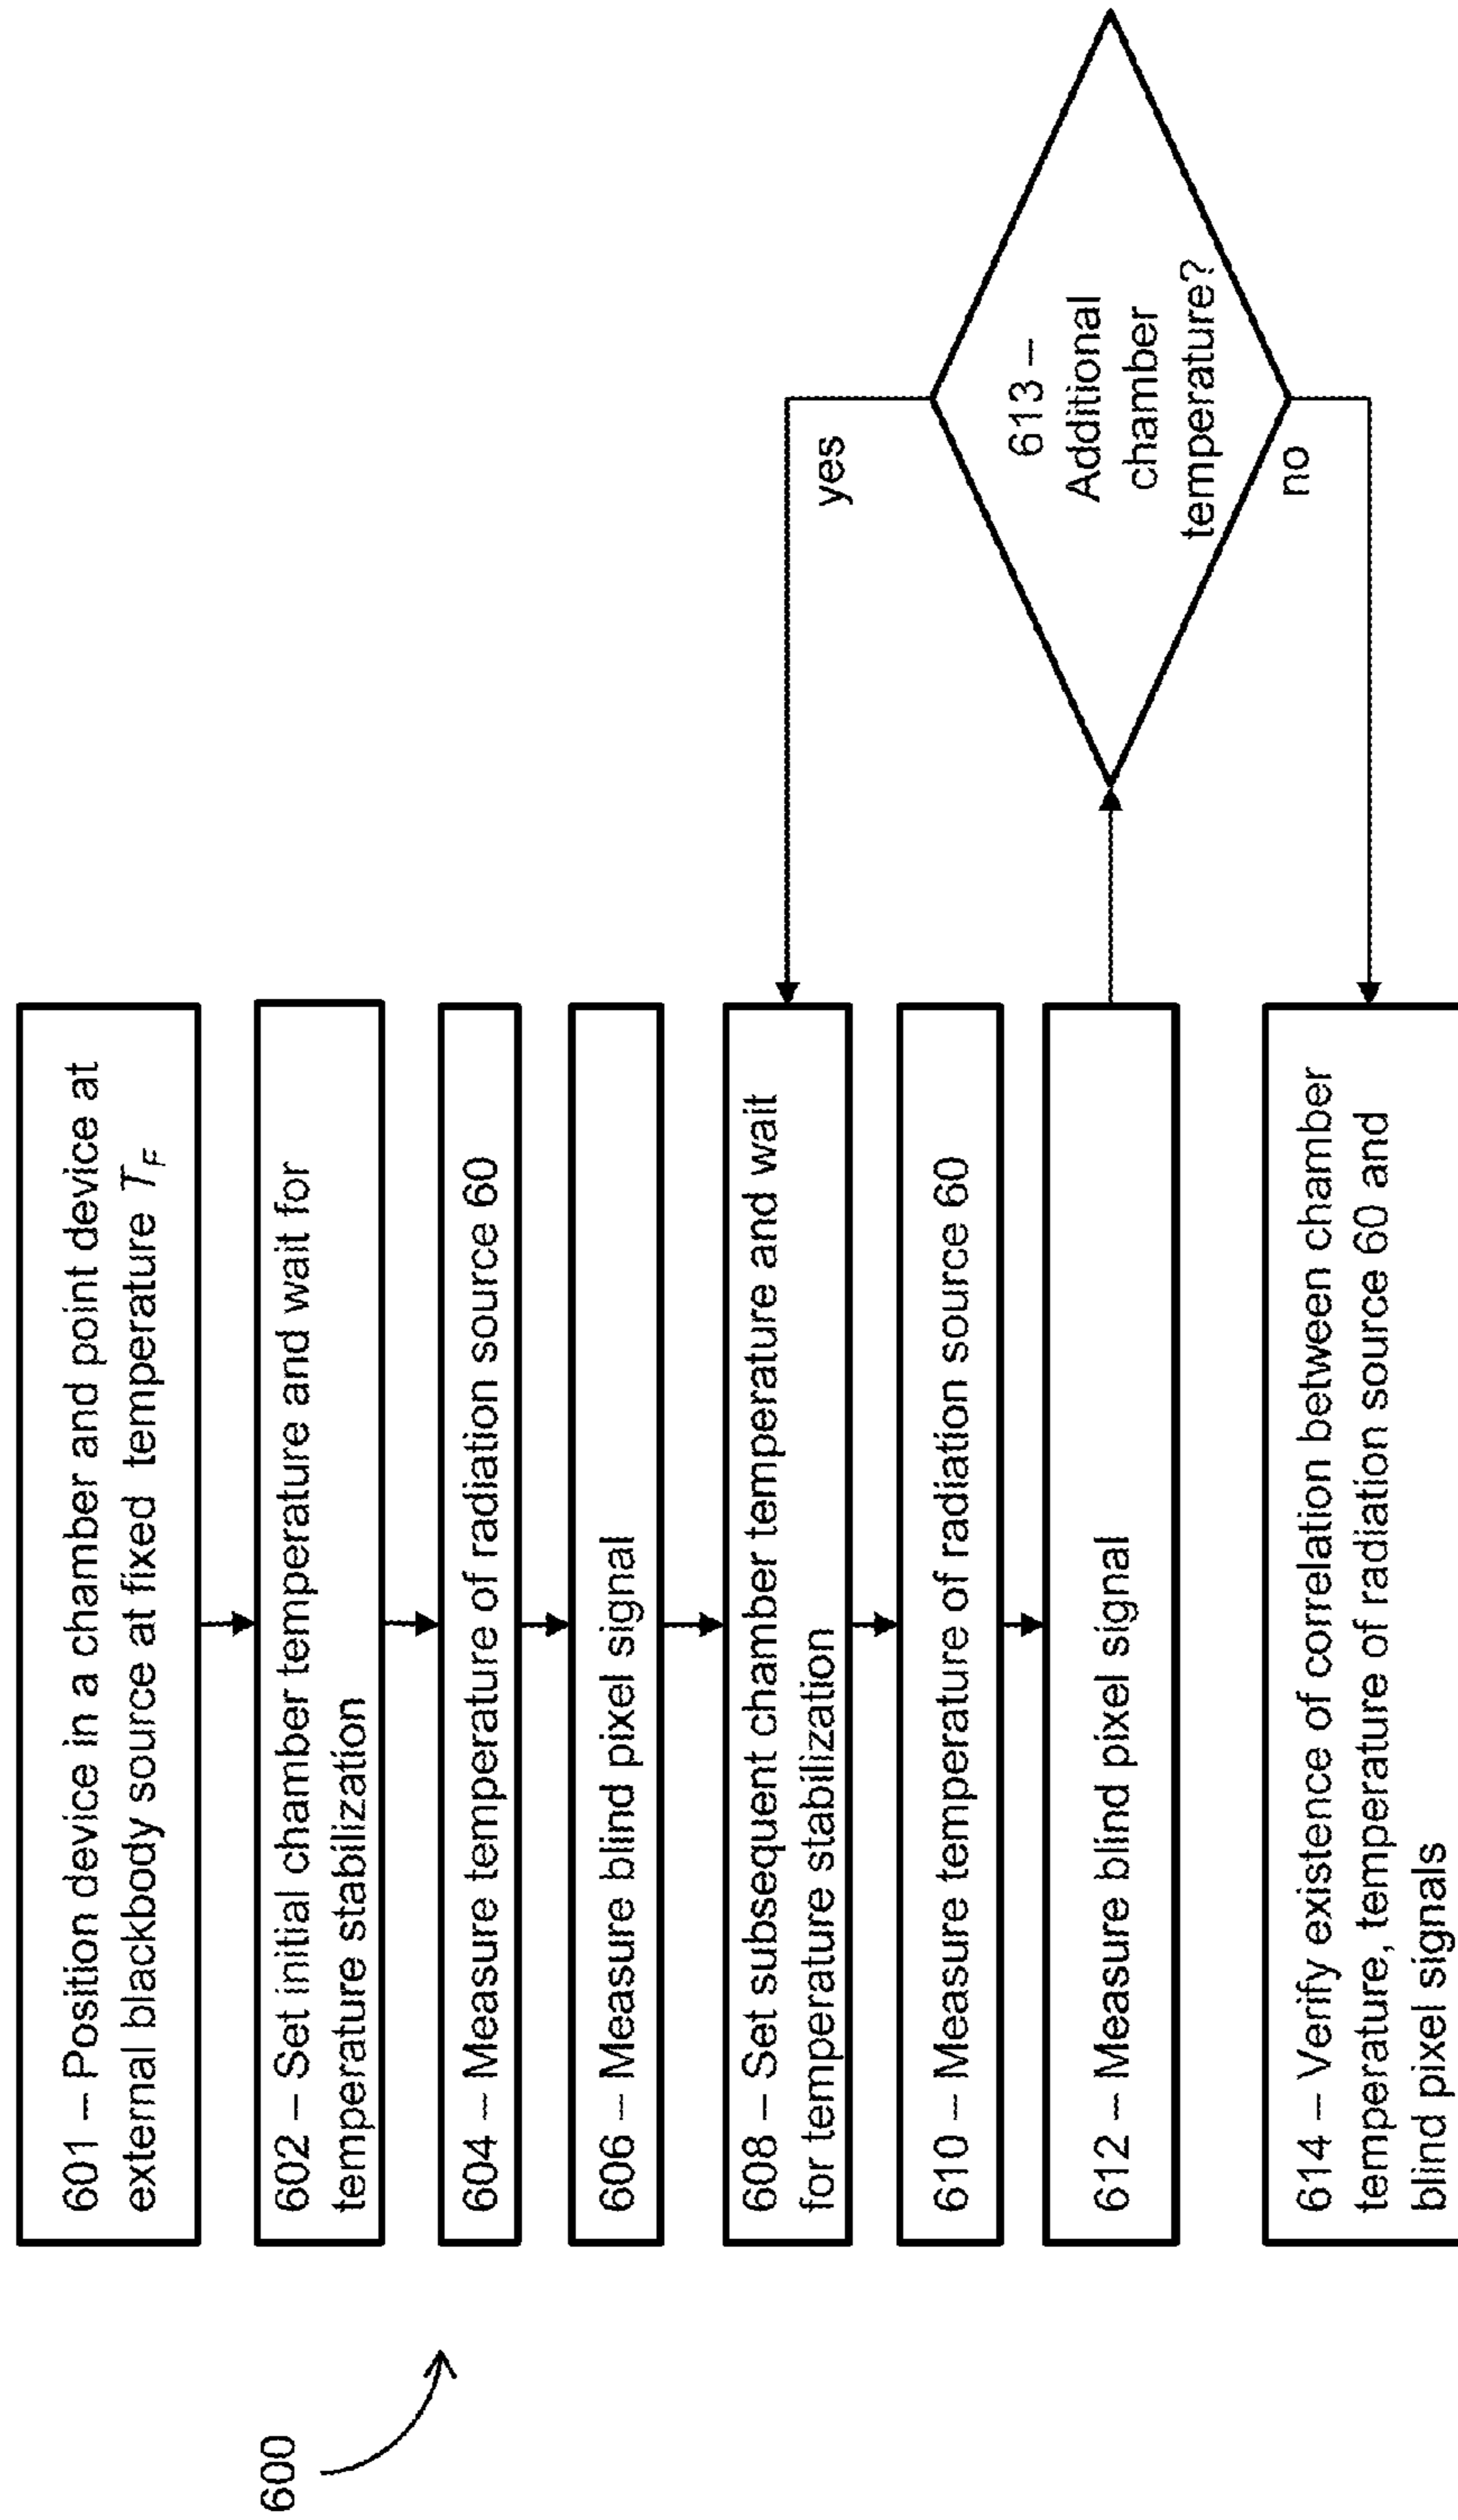 600
601 – Position device in a chamber and point device at
external blackbody source at fixed temperature T_F
602 – Set initial chamber temperature and wait for
temperature stabilization
604 – Measure temperature of radiation source 60
606 – Measure blind pixel signal
608 – Set subsequent chamber temperature and wait
for temperature stabilization
610 – Measure temperature of radiation source 60
612 – Measure blind pixel signal
613 –
Additional
chamber
temperature?
yes
no
614 – Verify existence of correlation between chamber
temperature, temperature of radiation source 60 and
blind pixel signals